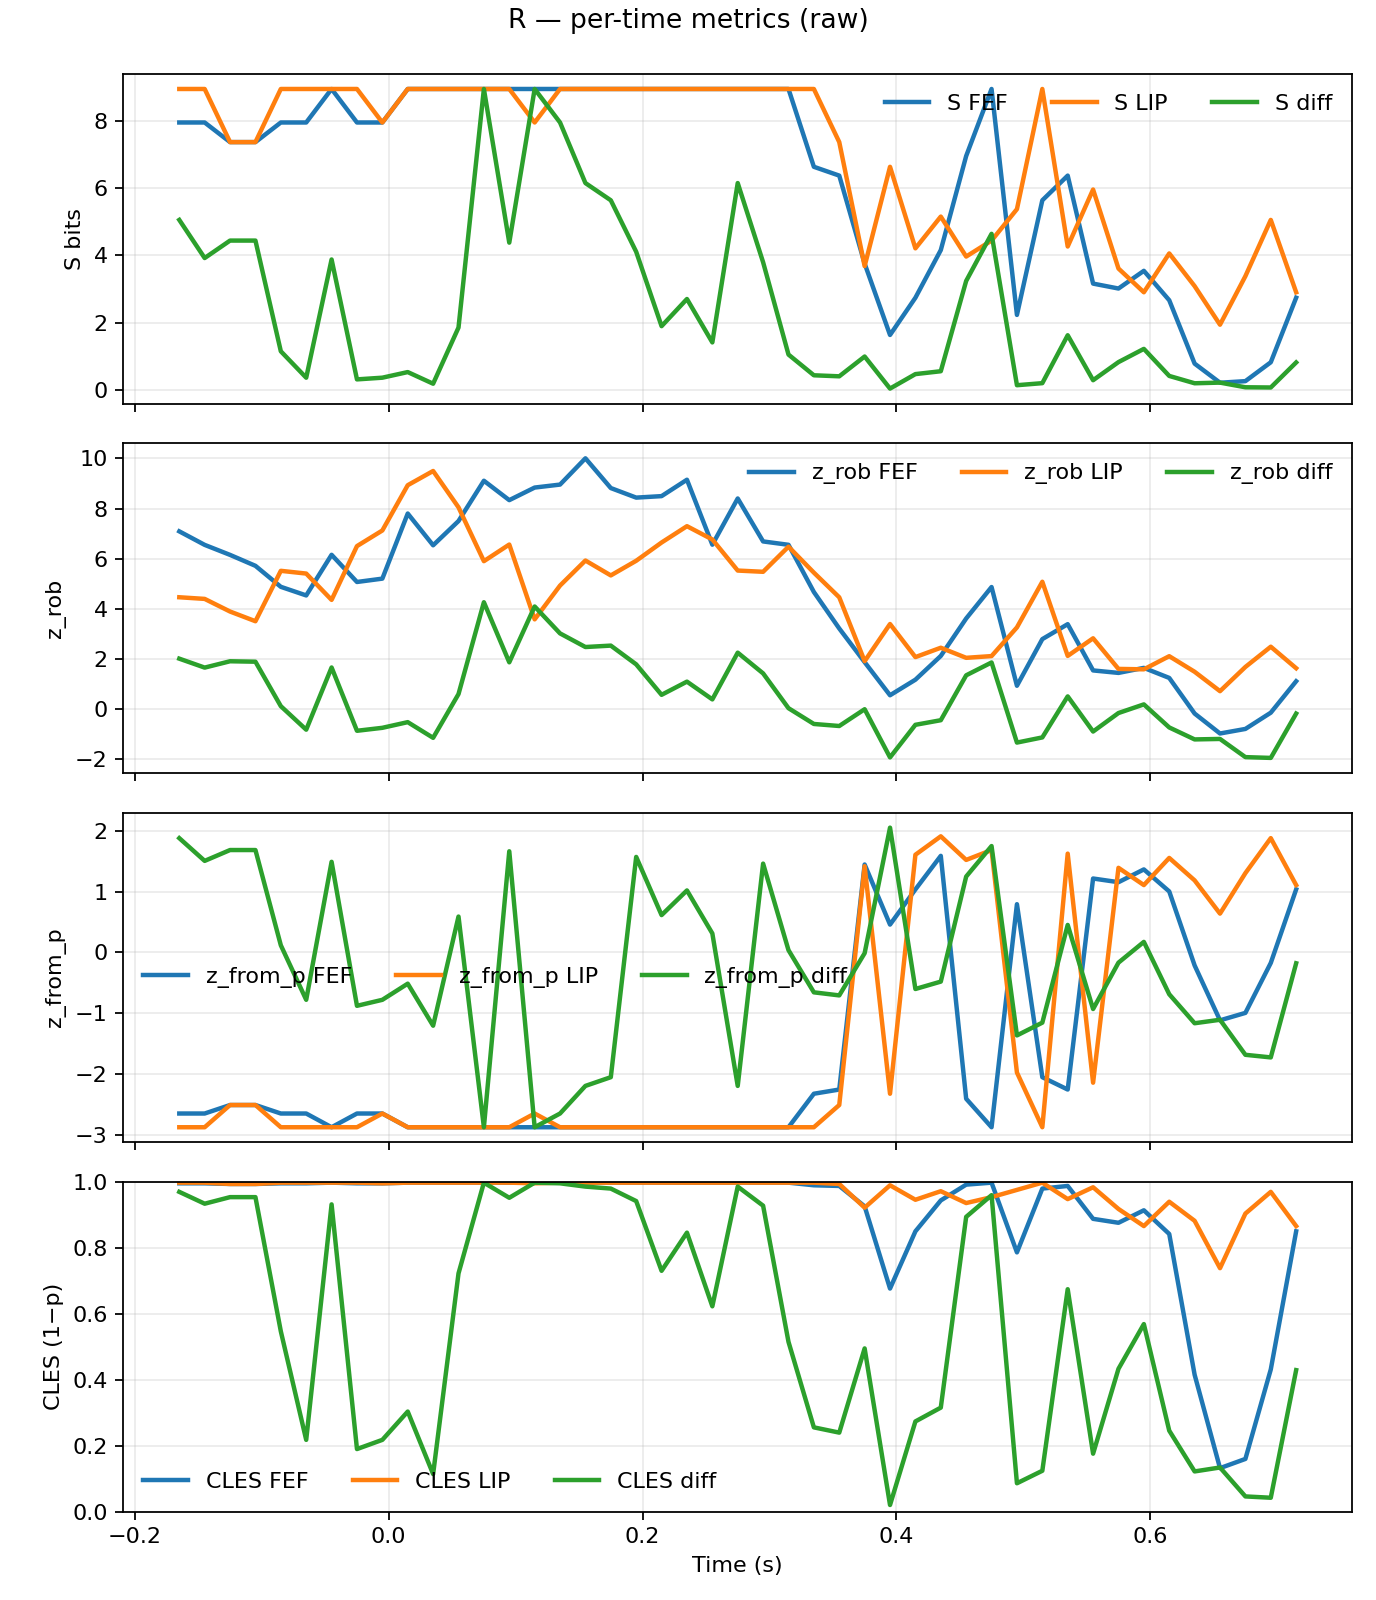 R — per-time metrics (raw)
S bits
8
6
4
2
0
S FEF S LIP S diff
z_rob
10
8
6
4
2
0
−2
z_rob FEF z_rob LIP z_rob diff
z_from_p
2
1
0
−1
−2
−3
z_from_p FEF z_from_p LIP z_from_p diff
CLES (1−p)
1.0
0.8
0.6
0.4
0.2
0.0
CLES FEF CLES LIP CLES diff
−0.2 0.0 0.2 0.4 0.6
Time (s)